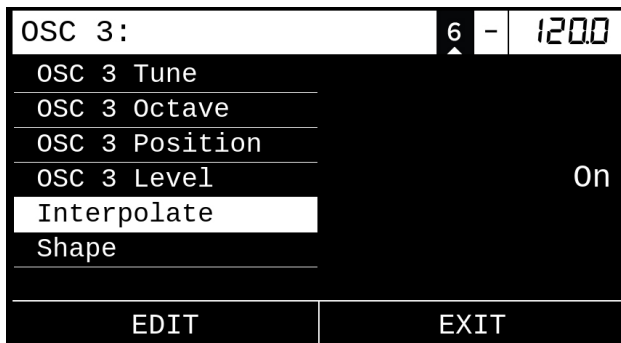 OSC 3: 6 - 120.0
OSC 3 Tune
OSC 3 Octave
OSC 3 Position
OSC 3 Level On
Interpolate
Shape
EDIT EXIT